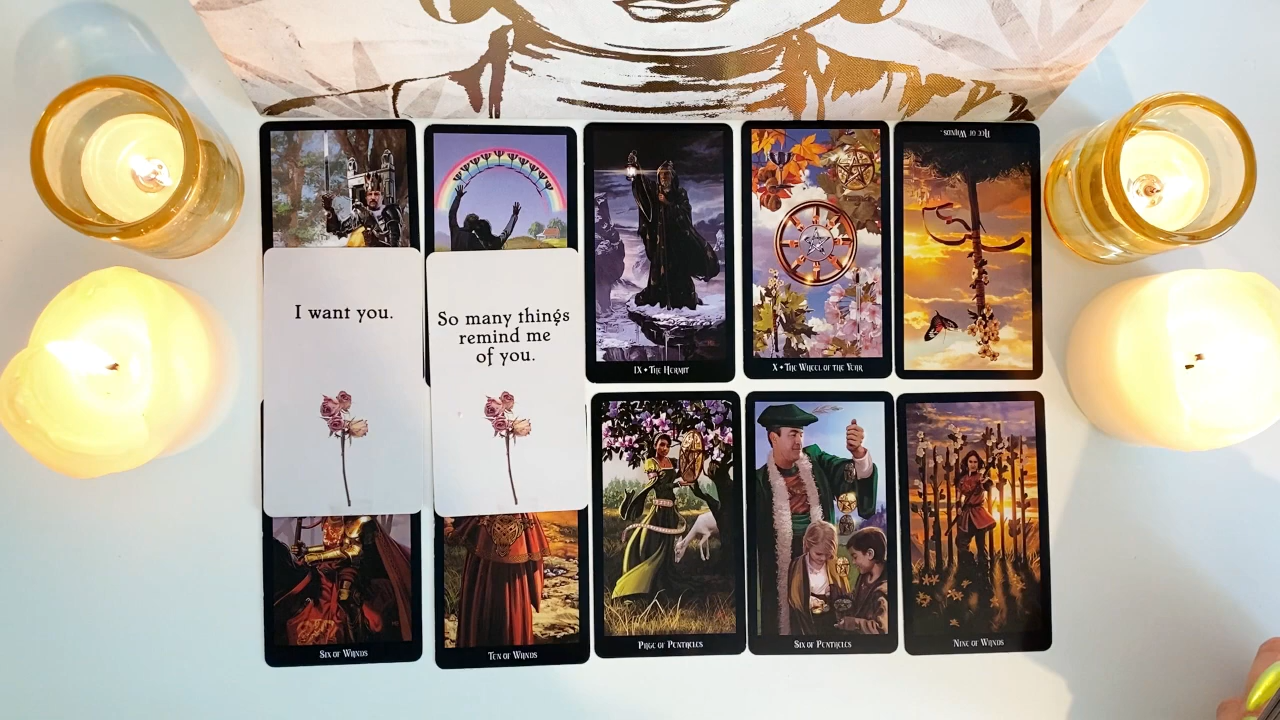 Ace of Wands
I want you.
So many things
remind me
of you.
IX • The Hermit
X • The Wheel of the Year
Six of Wands
Ten of Wands
Page of Pentacles
Six of Pentacles
Nine of Wands